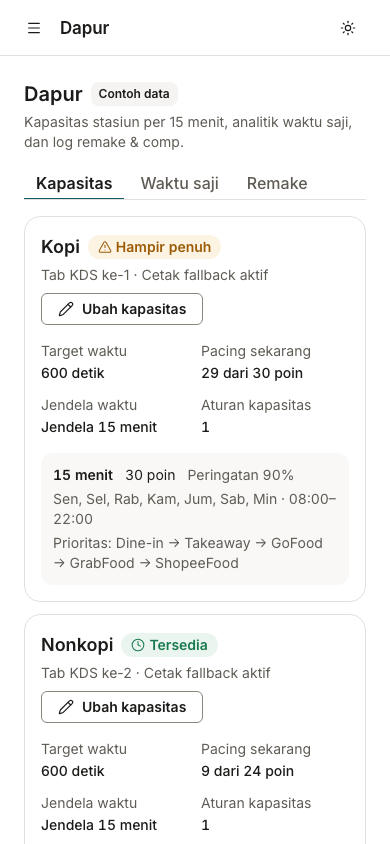 Dapur
Dapur Contoh data
Kapasitas stasiun per 15 menit, analitik waktu saji,
dan log remake & comp.
Kapasitas Waktu saji Remake
Kopi Hampir penuh
Tab KDS ke-1 · Cetak fallback aktif
Ubah kapasitas
Target waktu Pacing sekarang
600 detik 29 dari 30 poin
Jendela waktu Aturan kapasitas
Jendela 15 menit 1
15 menit 30 poin Peringatan 90%
Sen, Sel, Rab, Kam, Jum, Sab, Min · 08:00–
22:00
Prioritas: Dine-in → Takeaway → GoFood
→ GrabFood → ShopeeFood
Nonkopi Tersedia
Tab KDS ke-2 · Cetak fallback aktif
Ubah kapasitas
Target waktu Pacing sekarang
600 detik 9 dari 24 poin
Jendela waktu Aturan kapasitas
Jendela 15 menit 1